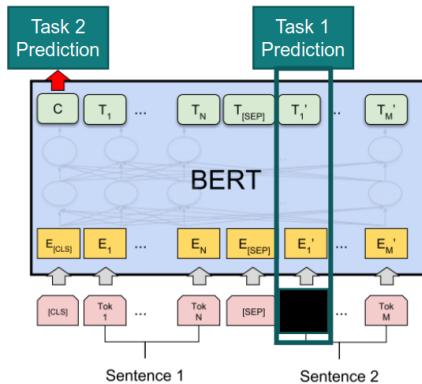 Task 2
Prediction
Task 1
Prediction
C T1 ... TN T[SEP] T1' .. TM'
BERT
E[CLS] E1 ... EN E[SEP] E1' ... EM'
[CLS] Tok 1 ... Tok N [SEP] ... Tok M
Sentence 1 Sentence 2